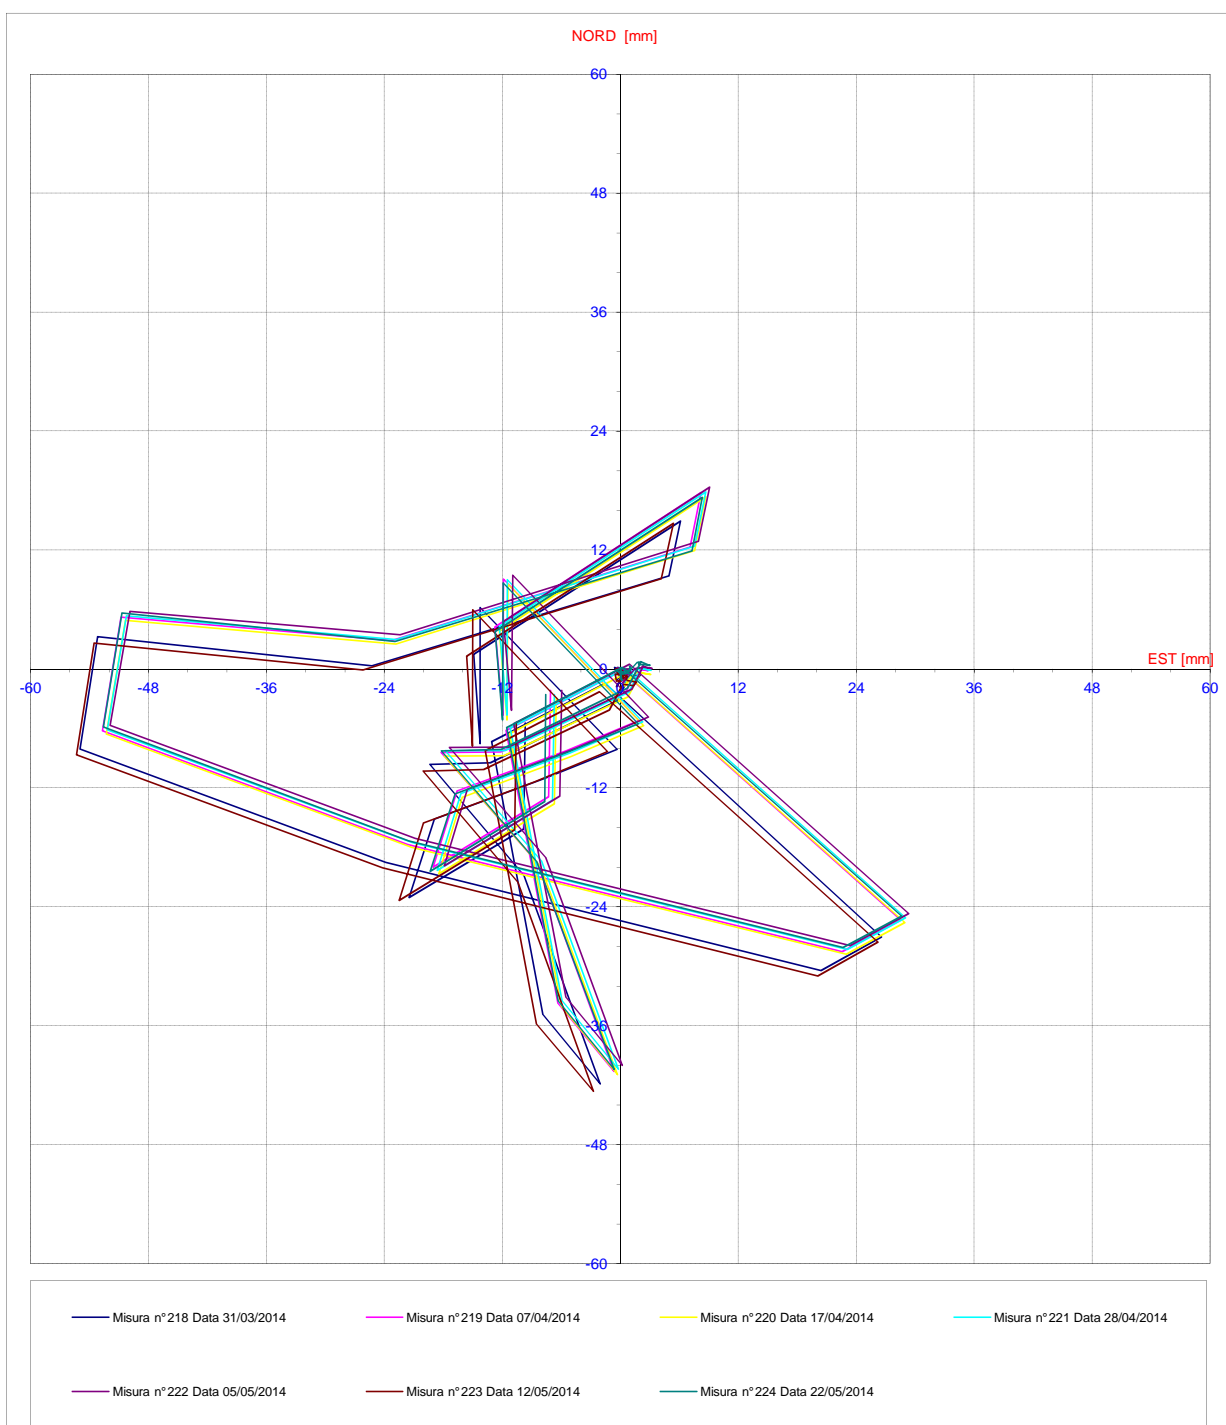 NORD [mm]
60
48
36
24
12
0
-60 -48 -36 -24 -12 0 12 24 36 48 60
EST [mm]
-12
-24
-36
-48
-60
Misura n°218 Data 31/03/2014
Misura n°219 Data 07/04/2014
Misura n°220 Data 17/04/2014
Misura n°221 Data 28/04/2014
Misura n°222 Data 05/05/2014
Misura n°223 Data 12/05/2014
Misura n°224 Data 22/05/2014